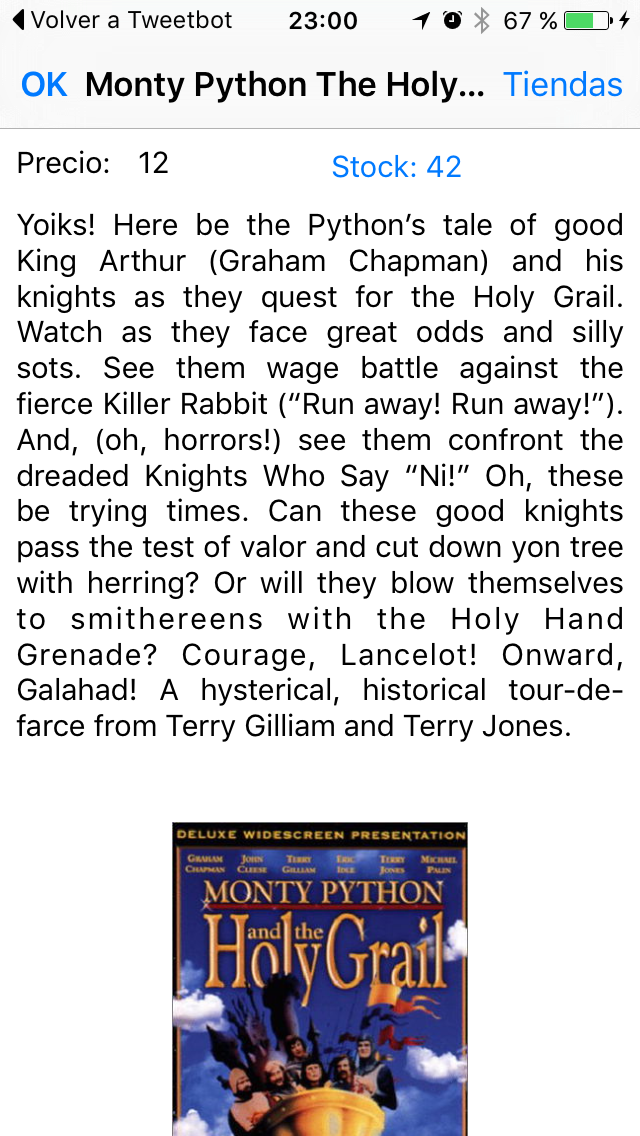 Volver a Tweetbot 23:00 67 %
OK Monty Python The Holy... Tiendas
Precio: 12 Stock: 42
Yoiks! Here be the Python’s tale of good
King Arthur (Graham Chapman) and his
knights as they quest for the Holy Grail.
Watch as they face great odds and silly
sots. See them wage battle against the
fierce Killer Rabbit (“Run away! Run away!”).
And, (oh, horrors!) see them confront the
dreaded Knights Who Say “Ni!” Oh, these
be trying times. Can these good knights
pass the test of valor and cut down yon tree
with herring? Or will they blow themselves
to smithereens with the Holy Hand
Grenade? Courage, Lancelot! Onward,
Galahad! A hysterical, historical tour-de-
farce from Terry Gilliam and Terry Jones.
DELUXE WIDESCREEN PRESENTATION
GRAHAM JOHN TERRY ERIC TERRY MICHAEL
CHAPMAN CLEESE GILLIAM IDLE JONES PALIN
MONTY PYTHON
and the
Holy Grail